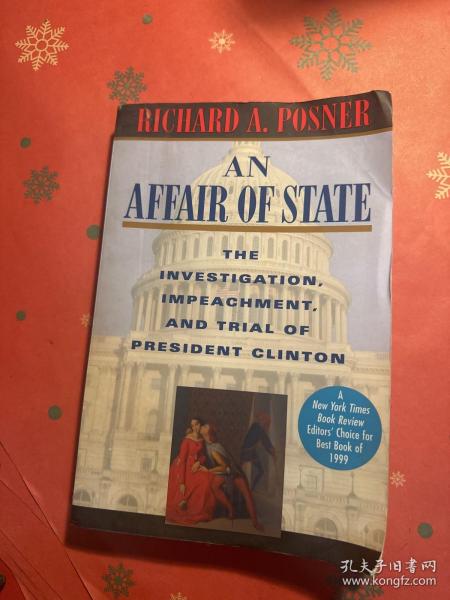 RICHARD A. POSNER
AN
AFFAIR OF STATE
THE
INVESTIGATION,
IMPEACHMENT,
AND TRIAL OF
PRESIDENT CLINTON
A
New York Times
Book Review
Editors' Choice for
Best Book of
1999
孔夫子旧书网
www.kongfz.com